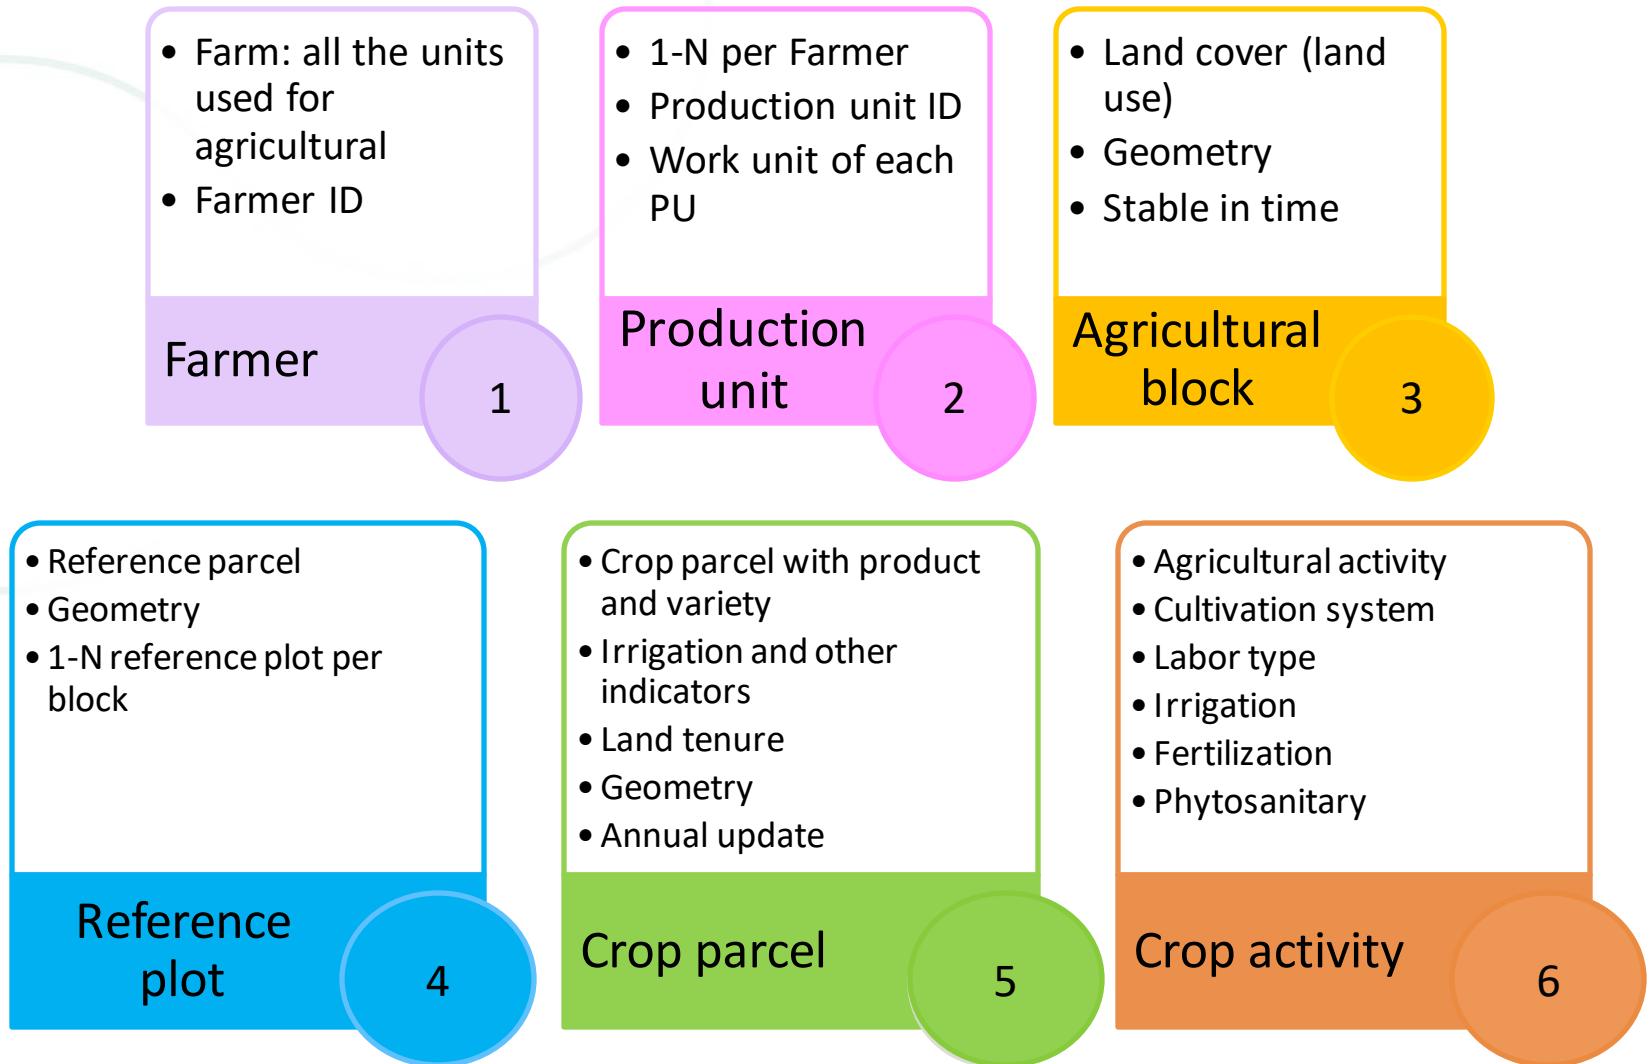 • Farm: all the units
used for
agricultural
• Farmer ID
Farmer
1
• 1-N per Farmer
• Production unit ID
• Work unit of each
PU
Production
unit
2
• Land cover (land
use)
• Geometry
• Stable in time
Agricultural
block
3
• Reference parcel
• Geometry
• 1-N reference plot per
block
Reference
plot
4
• Crop parcel with product
and variety
• Irrigation and other
indicators
• Land tenure
• Geometry
• Annual update
Crop parcel
5
• Agricultural activity
• Cultivation system
• Labor type
• Irrigation
• Fertilization
• Phytosanitary
Crop activity
6